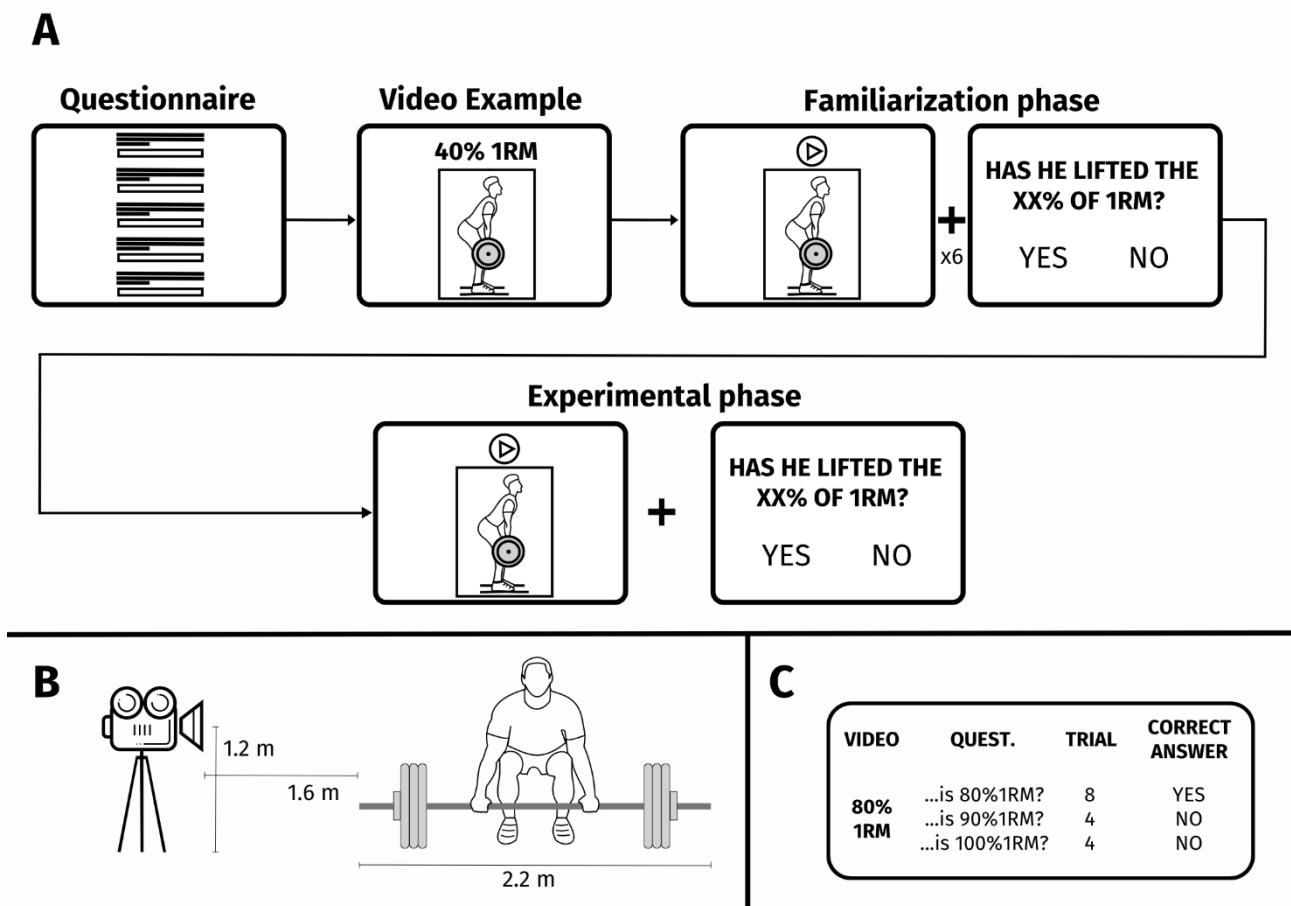 A
Questionnaire
Video Example
Familiarization phase
40% 1RM
+
x6
HAS HE LIFTED THE
XX% OF 1RM?
YES NO
Experimental phase
+
HAS HE LIFTED THE
XX% OF 1RM?
YES NO
B
1.2 m
1.6 m
2.2 m
C
VIDEO QUEST. TRIAL CORRECT
ANSWER
80%
1RM
...is 80%1RM? 8 YES
...is 90%1RM? 4 NO
...is 100%1RM? 4 NO